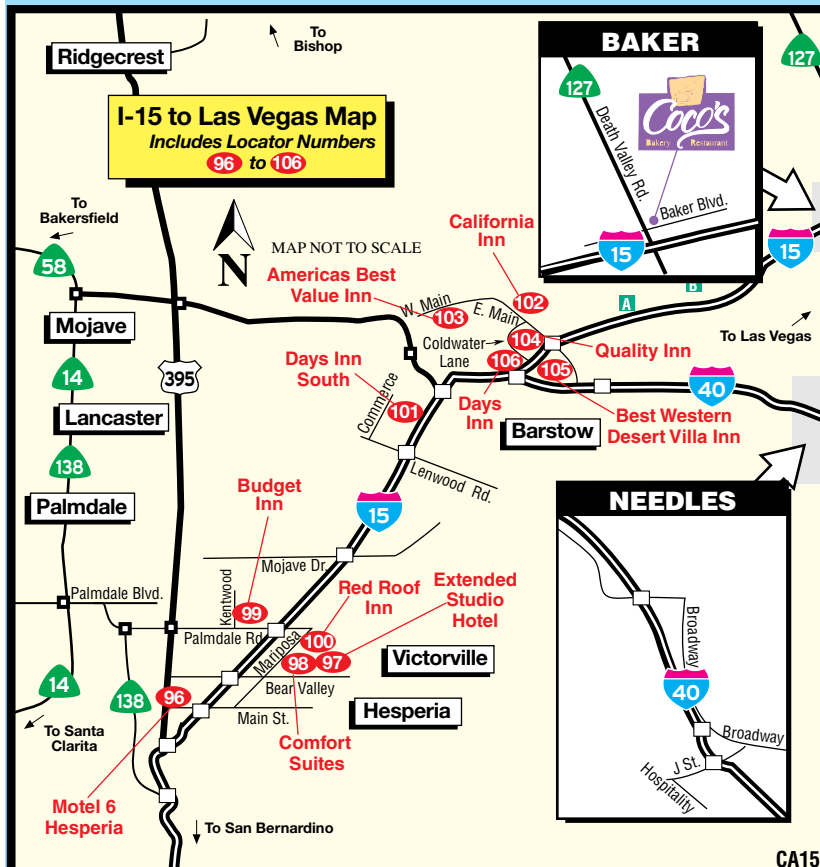 To
Bishop
Ridgecrest
127
I-15 to Las Vegas Map
Includes Locator Numbers
96 to 106
BAKER
127
Death Valley Rd.
Coco's
Bakery Restaurant
Baker Blvd.
15
15
To
Bakersfield
58
N
MAP NOT TO SCALE
California
Inn
102
Americas Best
Value Inn
103
W. Main
E. Main
A
B
To Las Vegas
Mojave
14
395
Coldwater
Lane
104
106
Quality Inn
105
Days Inn
South
101
Commerce
Days
Inn
40
Best Western
Desert Villa Inn
Barstow
Lancaster
138
Lenwood Rd.
Palmdale
Budget
Inn
15
NEEDLES
Mojave Dr.
Palmdale Blvd.
Kentwood
99
Palmdale Rd
Red Roof
Inn
Extended
Studio
Hotel
Mariposa
100
98
97
Victorville
Bear Valley
Broadway
40
14
138
96
Main St.
Hesperia
To Santa
Clarita
Comfort
Suites
Broadway
J St.
Hospitality
Motel 6
Hesperia
To San Bernardino
CA15